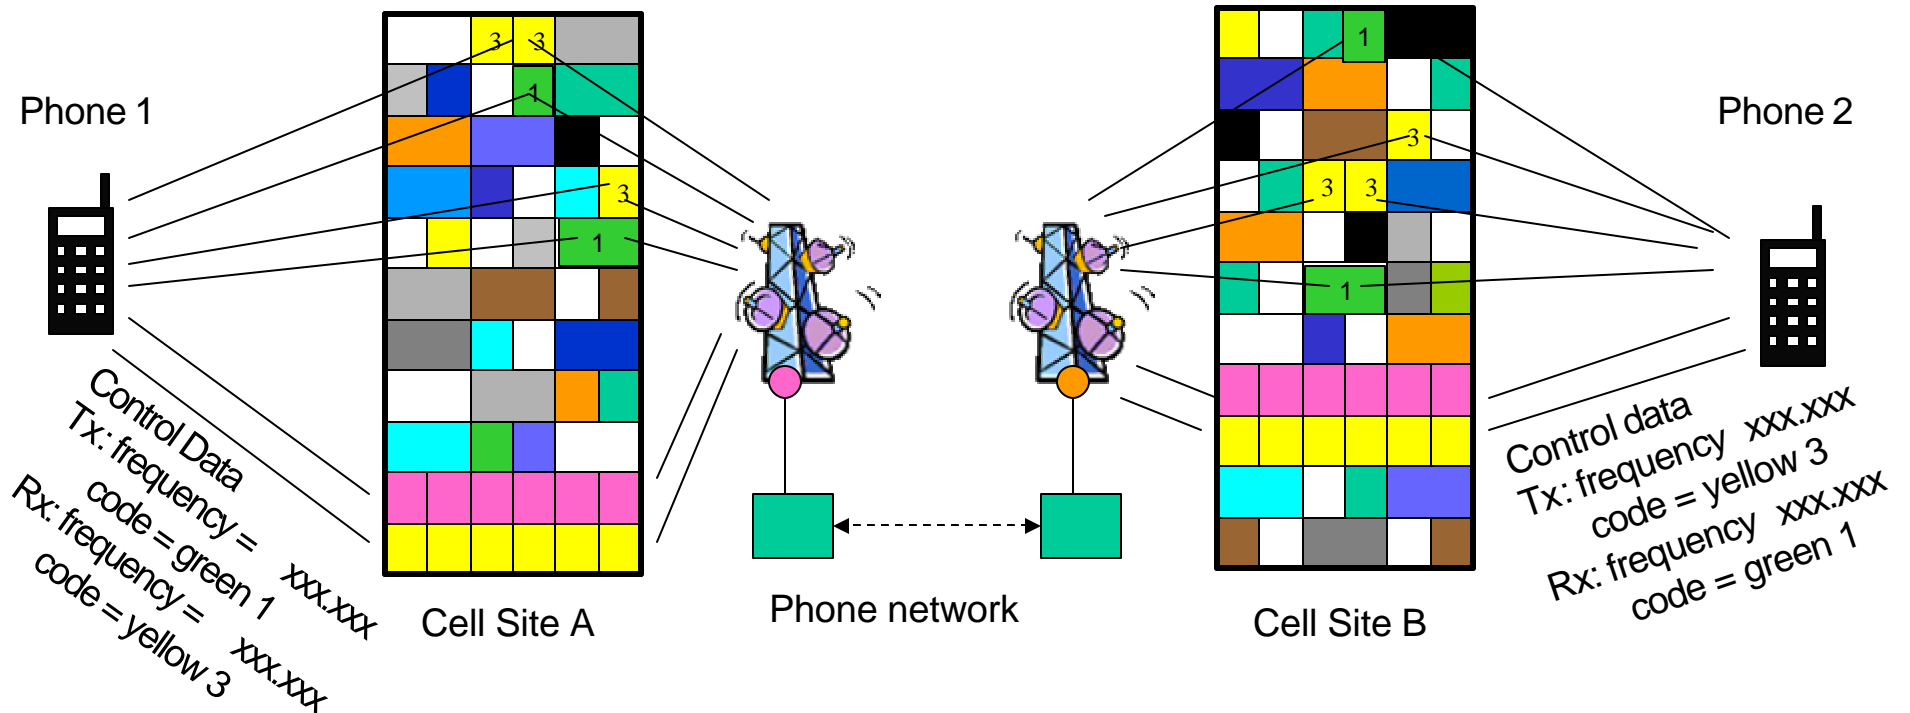 Phone 1
3 3
1
3
1
Control Data
Tx: frequency = xxx.xxx
code = green 1
Rx: frequency = xxx.xxx
code = yellow 3
Cell Site A
Phone network
1
3
3 3
1
Cell Site B
Phone 2
Control data
Tx: frequency xxx.xxx
code = yellow 3
Rx: frequency xxx.xxx
code = green 1